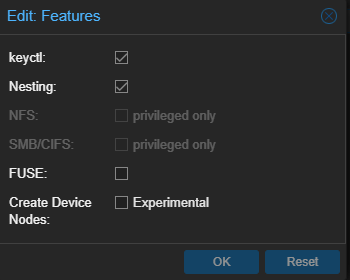 Edit: Features
keyctl:
Nesting:
NFS: privileged only
SMB/CIFS: privileged only
FUSE:
Create Device Experimental
Nodes:
OK Reset